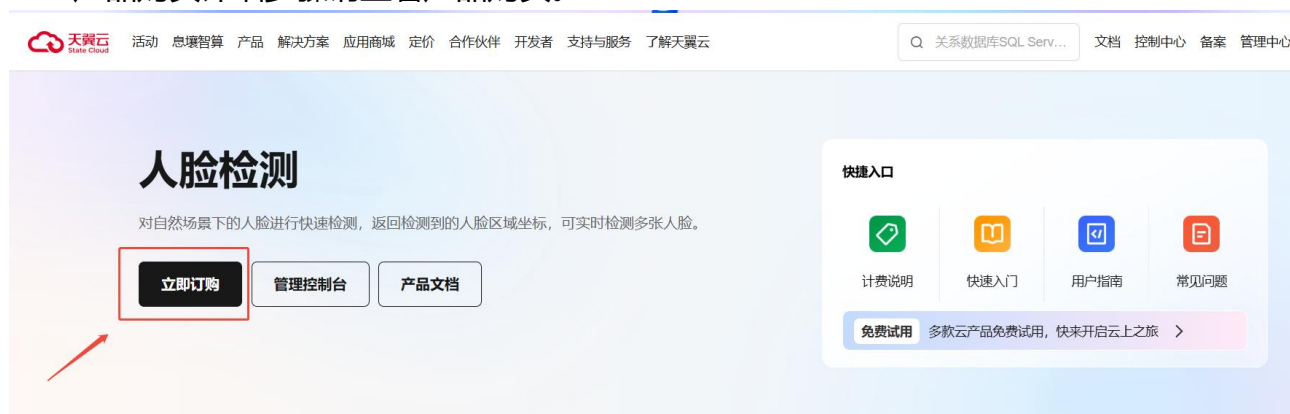 天翼云
State Cloud
活动 息壤智算 产品 解决方案 应用商城 定价 合作伙伴 开发者 支持与服务 了解天翼云
关系数据库SQL Serv...
文档 控制中心 备案 管理中心
人脸检测
对自然场景下的人脸进行快速检测，返回检测到的人脸区域坐标，可实时检测多张人脸。
立即订购 管理控制台 产品文档
快捷入口
计费说明 快速入门 用户指南 常见问题
免费试用 多款云产品免费试用，快来开启云上之旅